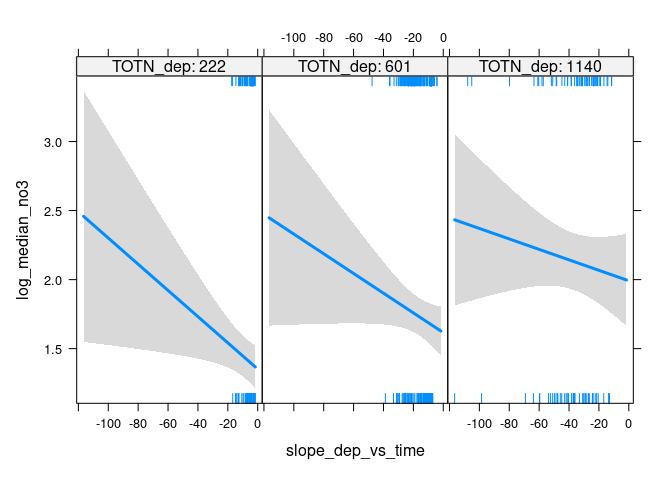 -100 -80 -60 -40 -20 0
TOTN_dep: 222 TOTN_dep: 601 TOTN_dep: 1140
3.0
2.5
2.0
1.5
log_median_no3
-100 -80 -60 -40 -20 0 -100 -80 -60 -40 -20 0
slope_dep_vs_time